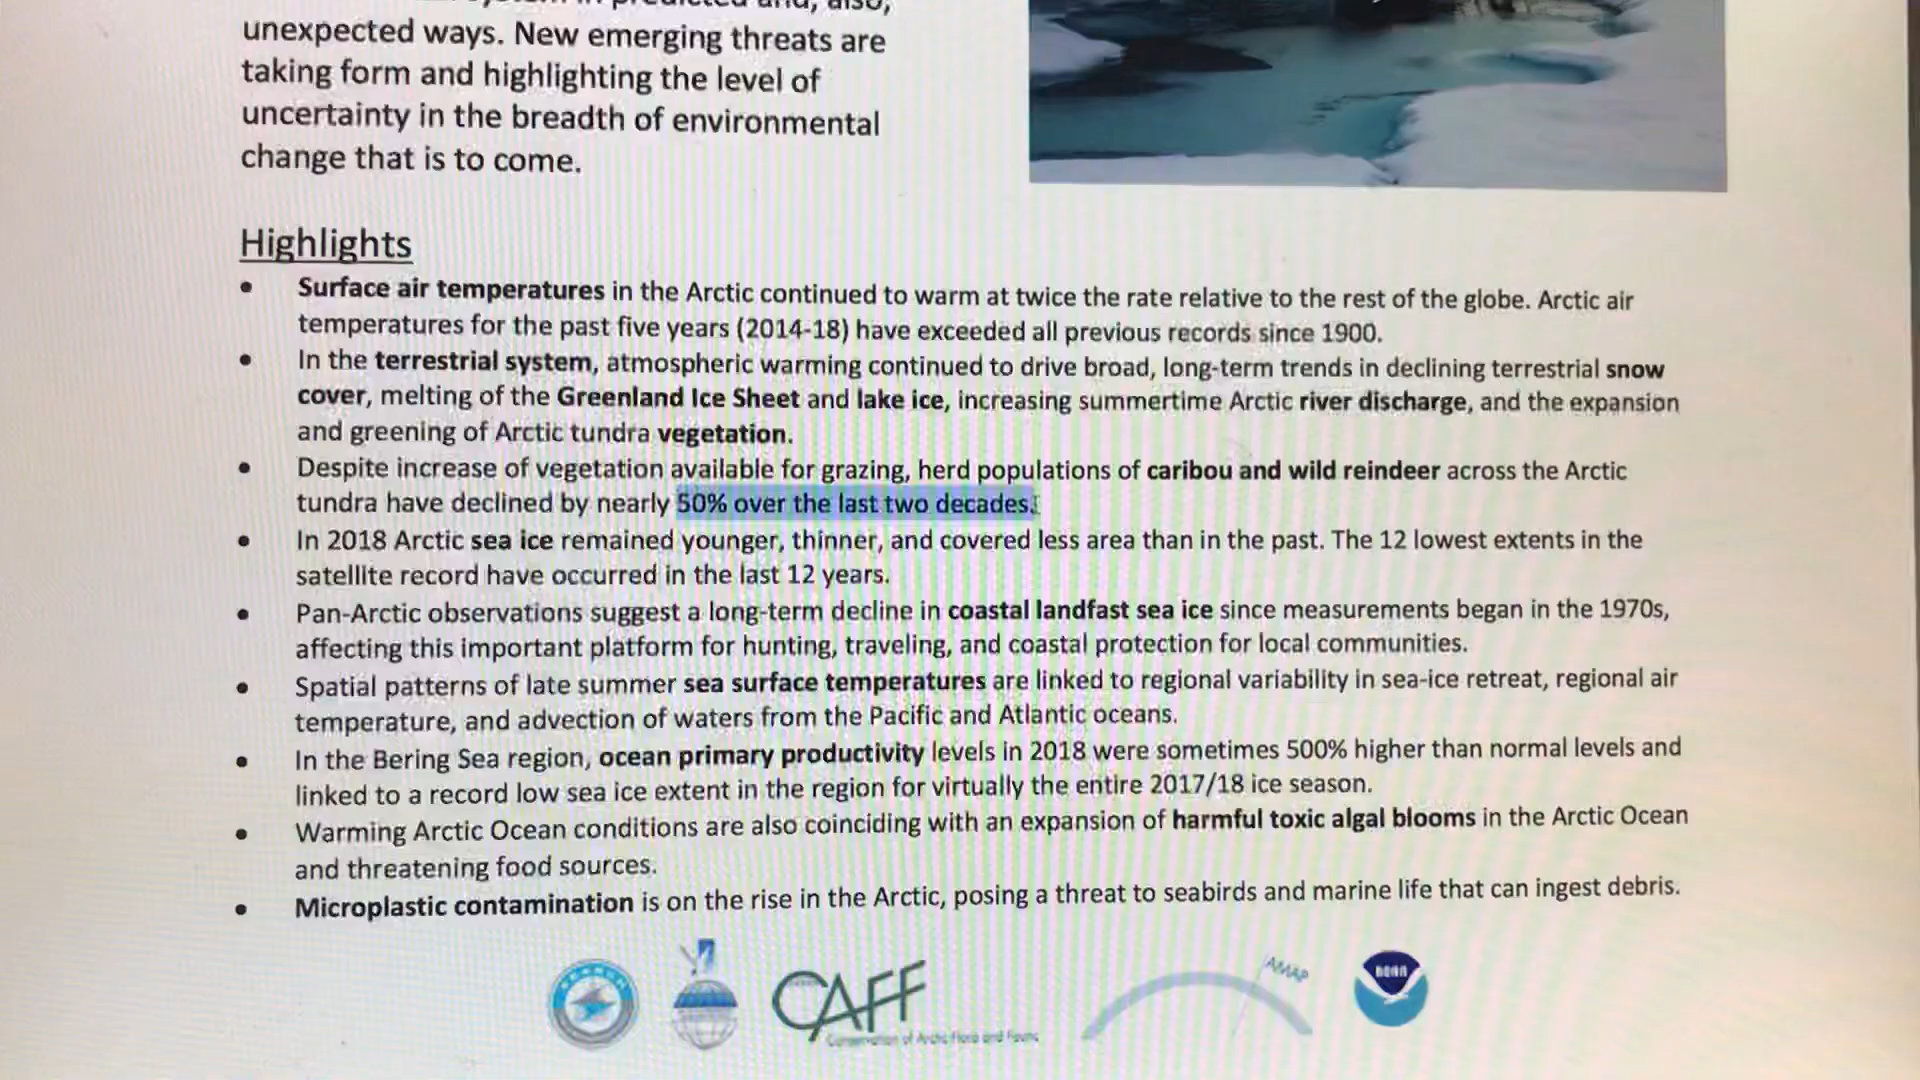 unexpected ways. New emerging threats are
taking form and highlighting the level of
uncertainty in the breadth of environmental
change that is to come.
Highlights
• Surface air temperatures in the Arctic continued to warm at twice the rate relative to the rest of the globe. Arctic air
temperatures for the past five years (2014-18) have exceeded all previous records since 1900.
• In the terrestrial system, atmospheric warming continued to drive broad, long-term trends in declining terrestrial snow
cover, melting of the Greenland Ice Sheet and lake ice, increasing summertime Arctic river discharge, and the expansion
and greening of Arctic tundra vegetation.
• Despite increase of vegetation available for grazing, herd populations of caribou and wild reindeer across the Arctic
tundra have declined by nearly 50% over the last two decades.
• In 2018 Arctic sea ice remained younger, thinner, and covered less area than in the past. The 12 lowest extents in the
satellite record have occurred in the last 12 years.
• Pan-Arctic observations suggest a long-term decline in coastal landfast sea ice since measurements began in the 1970s,
affecting this important platform for hunting, traveling, and coastal protection for local communities.
• Spatial patterns of late summer sea surface temperatures are linked to regional variability in sea-ice retreat, regional air
temperature, and advection of waters from the Pacific and Atlantic oceans.
• In the Bering Sea region, ocean primary productivity levels in 2018 were sometimes 500% higher than normal levels and
linked to a record low sea ice extent in the region for virtually the entire 2017/18 ice season.
• Warming Arctic Ocean conditions are also coinciding with an expansion of harmful toxic algal blooms in the Arctic Ocean
and threatening food sources.
• Microplastic contamination is on the rise in the Arctic, posing a threat to seabirds and marine life that can ingest debris.
CAFF
Conservation of Arctic Flora and Fauna
AMAP
NOAA